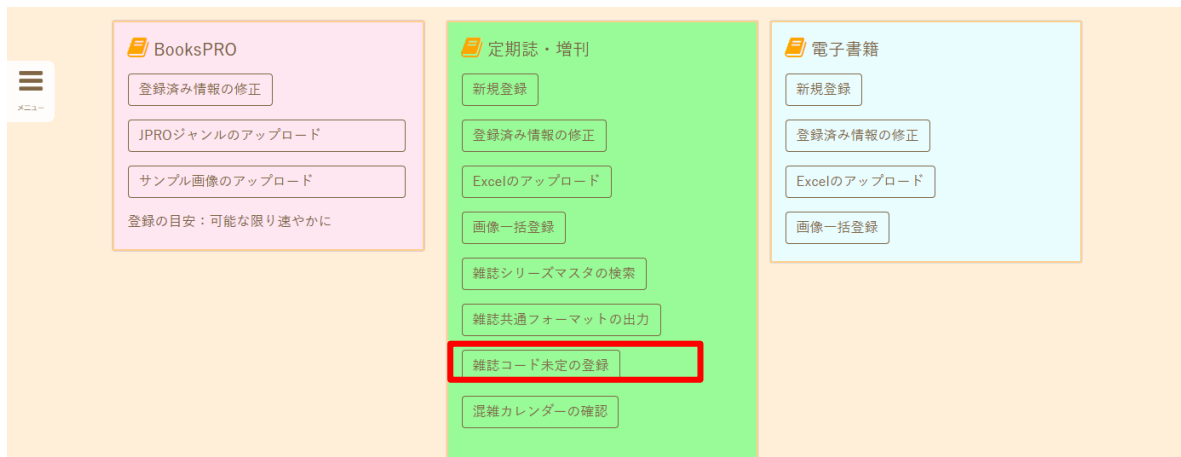 メニュー
BooksPRO
登録済み情報の修正
JPROジャンルのアップロード
サンプル画像のアップロード
登録の目安：可能な限り速やかに
定期誌・増刊
新規登録
登録済み情報の修正
Excelのアップロード
画像一括登録
雑誌シリーズマスタの検索
雑誌共通フォーマットの出力
雑誌コード未定の登録
混雑カレンダーの確認
電子書籍
新規登録
登録済み情報の修正
Excelのアップロード
画像一括登録